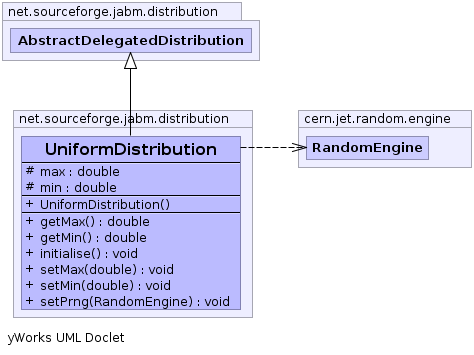 net.sourceforge.jabm.distribution
AbstractDelegatedDistribution
net.sourceforge.jabm.distribution
UniformDistribution
# max : double
# min : double
+ UniformDistribution()
+ getMax() : double
+ getMin() : double
+ initialise() : void
+ setMax(double) : void
+ setMin(double) : void
+ setPrng(RandomEngine) : void
cern.jet.random.engine
RandomEngine
yWorks UML Doclet